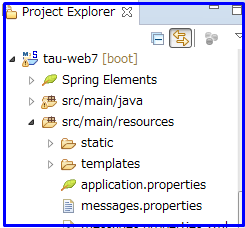 Project Explorer
tau-web7 [boot]
Spring Elements
src/main/java
src/main/resources
static
templates
application.properties
messages.properties